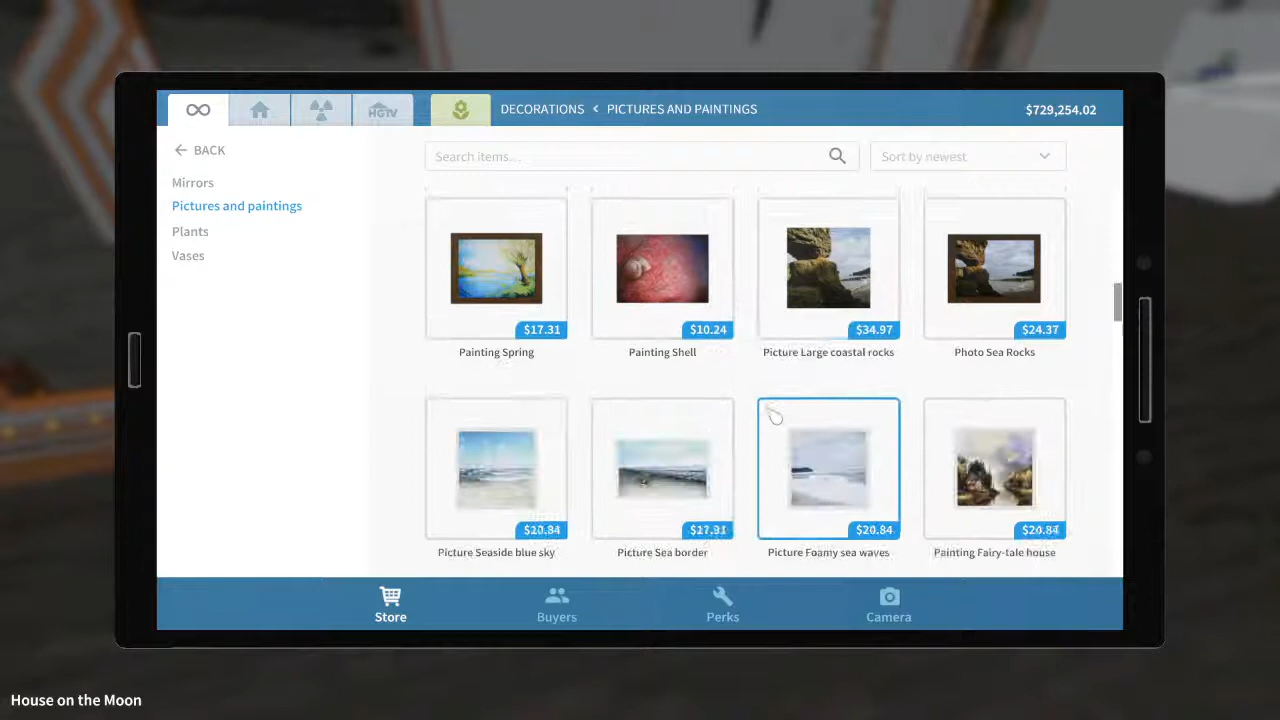 HGTV
DECORATIONS < PICTURES AND PAINTINGS
$729,254.02
BACK
Search items...
Sort by newest
Mirrors
Pictures and paintings
Plants
Vases
$17.31
$10.24
$34.97
$24.37
Painting Spring
Painting Shell
Picture Large coastal rocks
Photo Sea Rocks
$20.84
$17.31
$20.84
$20.84
Picture Seaside blue sky
Picture Sea border
Picture Foamy sea waves
Painting Fairy-tale house
Store
Buyers
Perks
Camera
House on the Moon